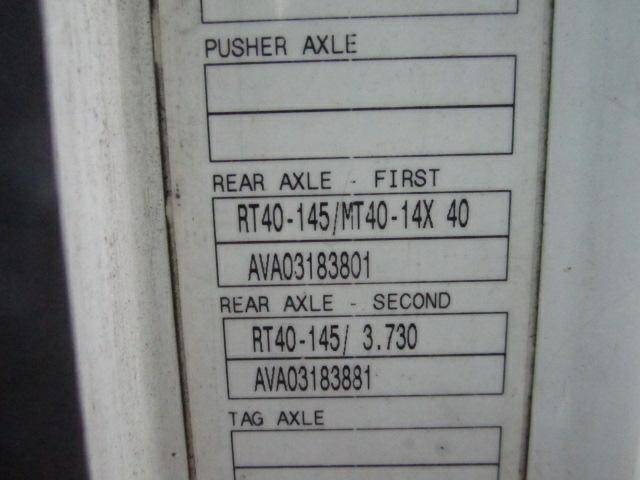 PUSHER AXLE
REAR AXLE - FIRST
RT40-145/MT40-14X 40
AVA03183801
REAR AXLE - SECOND
RT40-145/ 3.730
AVA03183881
TAG AXLE